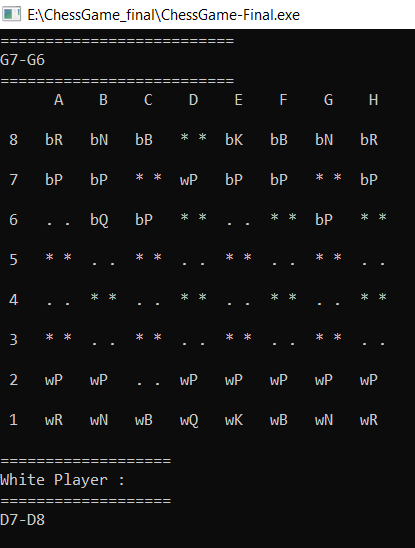 E:\ChessGame_final\ChessGame-Final.exe
==========================
G7-G6
==========================
A B C D E F G H
8 bR bN bB * * bK bB bN bR
7 bP bP * * wP bP bP * * bP
6 . . bQ bP * * . . * * bP * *
5 * * . . * * . . * * . . * * . .
4 . . * * . . * * . . * * . . * *
3 * * . . * * . . * * . . * * . .
2 wP wP . . wP wP wP wP wP
1 wR wN wB wQ wK wB wN wR
===================
White Player :
===================
D7-D8